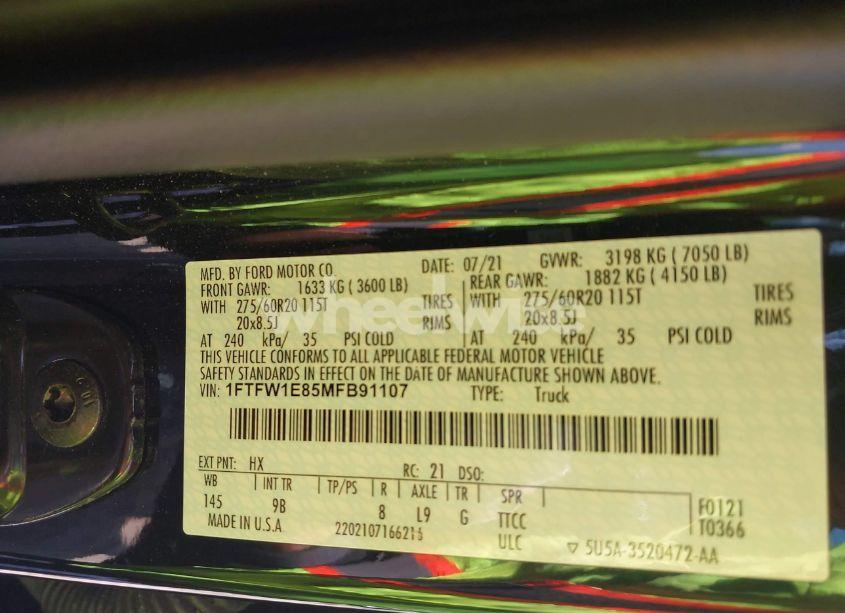 MFD. BY FORD MOTOR CO. DATE: 07/21 GVWR: 3198 KG ( 7050 LB)
FRONT GAWR: 1633 KG ( 3600 LB) REAR GAWR: 1882 KG ( 4150 LB)
WITH 275/60R20 115T TIRES WITH 275/60R20 115T TIRES
20x8.5J RIMS 20x8.5J RIMS
AT 240 kPa/ 35 PSI COLD AT 240 kPa/ 35 PSI COLD
THIS VEHICLE CONFORMS TO ALL APPLICABLE FEDERAL MOTOR VEHICLE
SAFETY STANDARDS IN EFFECT ON THE DATE OF MANUFACTURE SHOWN ABOVE.
VIN: 1FTFW1E85MFB91107 TYPE: Truck
EXT PNT: HX RC: 21 DSO:
WB INT TR TP/PS R AXLE TR SPR F0121
145 9B 8 L9 G TTCC T0366
MADE IN U.S.A 2202107166216 ULC ▽ 5U5A-3520472-AA